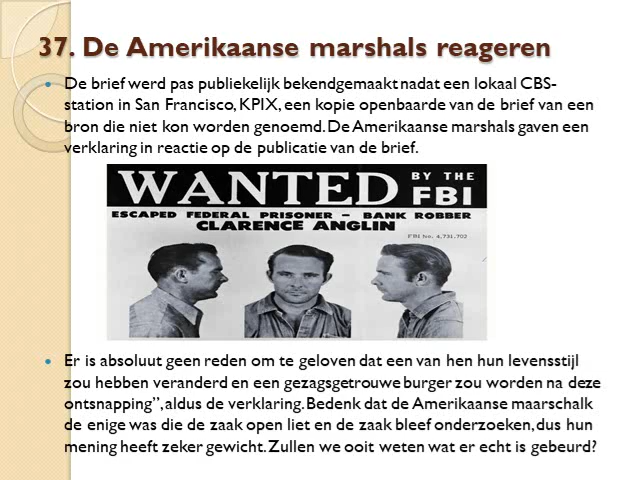 37. De Amerikaanse marshals reageren
De brief werd pas publiekelijk bekendgemaakt nadat een lokaal CBS-
station in San Francisco, KPIX, een kopie openbaarde van de brief van een
bron die niet kon worden genoemd. De Amerikaanse marshals gaven een
verklaring in reactie op de publicatie van de brief.
WANTED BY THE FBI
ESCAPED FEDERAL PRISONER – BANK ROBBER
CLARENCE ANGLIN
FBI No. 4,731,702
Er is absoluut geen reden om te geloven dat een van hen hun levensstijl
zou hebben veranderd en een gezagsgetrouwe burger zou worden na deze
ontsnapping”, aldus de verklaring. Bedenk dat de Amerikaanse maarschalk
de enige was die de zaak open liet en de zaak bleef onderzoeken, dus hun
mening heeft zeker gewicht. Zullen we ooit weten wat er echt is gebeurd?